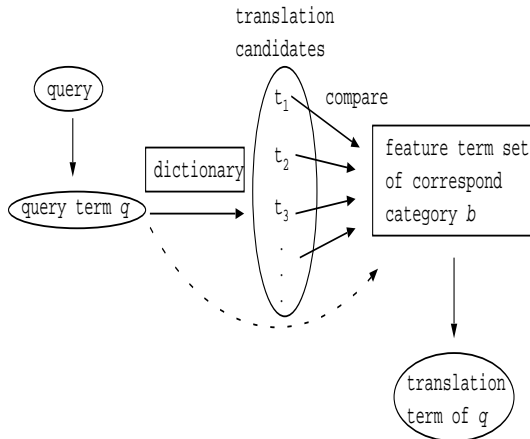 translation
candidates
query
t1
compare
dictionary
t2
feature term set
of correspond
category b
query term q
t3
.
.
.
translation
term of q